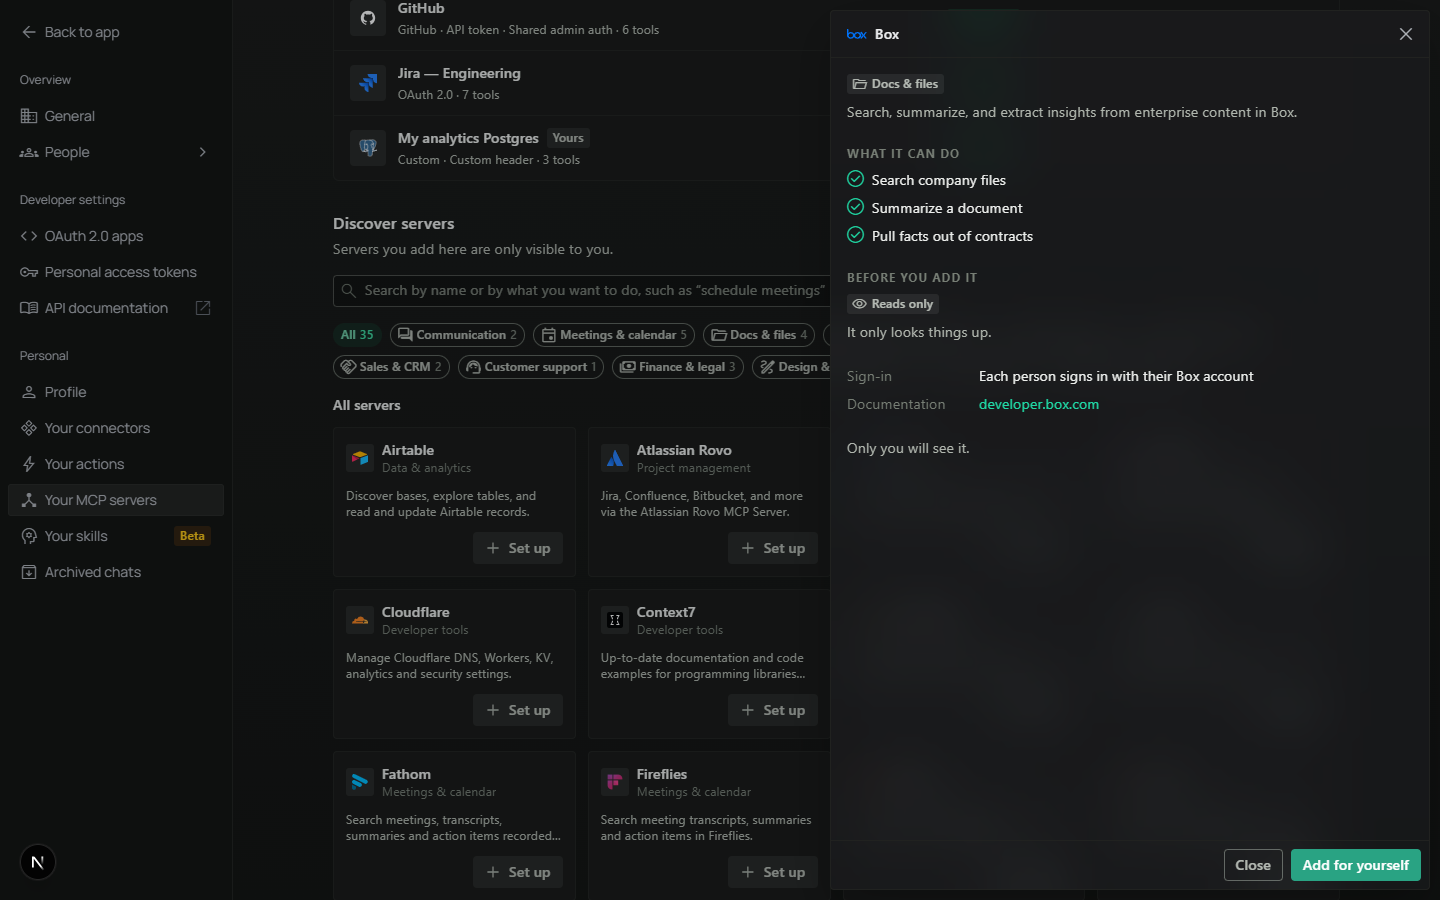 Back to app
Overview
General
People
Developer settings
OAuth 2.0 apps
Personal access tokens
API documentation
Personal
Profile
Your connectors
Your actions
Your MCP servers
Your skills Beta
Archived chats
N
GitHub
GitHub · API token · Shared admin auth · 6 tools
Jira — Engineering
OAuth 2.0 · 7 tools
My analytics Postgres Yours
Custom · Custom header · 3 tools
Discover servers
Servers you add here are only visible to you.
Search by name or by what you want to do, such as “schedule meetings”
All 35 Communication 2 Meetings & calendar 5 Docs & files 4
Sales & CRM 2 Customer support 1 Finance & legal 3 Design &
All servers
Airtable
Data & analytics
Discover bases, explore tables, and
read and update Airtable records.
Set up
Atlassian Rovo
Project management
Jira, Confluence, Bitbucket, and more
via the Atlassian Rovo MCP Server.
Set up
Cloudflare
Developer tools
Manage Cloudflare DNS, Workers, KV,
analytics and security settings.
Set up
Context7
Developer tools
Up-to-date documentation and code
examples for programming libraries...
Set up
Fathom
Meetings & calendar
Search meetings, transcripts,
summaries and action items recorded...
Set up
Fireflies
Meetings & calendar
Search meeting transcripts, summaries
and action items in Fireflies.
Set up
box Box
Docs & files
Search, summarize, and extract insights from enterprise content in Box.
WHAT IT CAN DO
Search company files
Summarize a document
Pull facts out of contracts
BEFORE YOU ADD IT
Reads only
It only looks things up.
Sign-in Each person signs in with their Box account
Documentation developer.box.com
Only you will see it.
Close Add for yourself